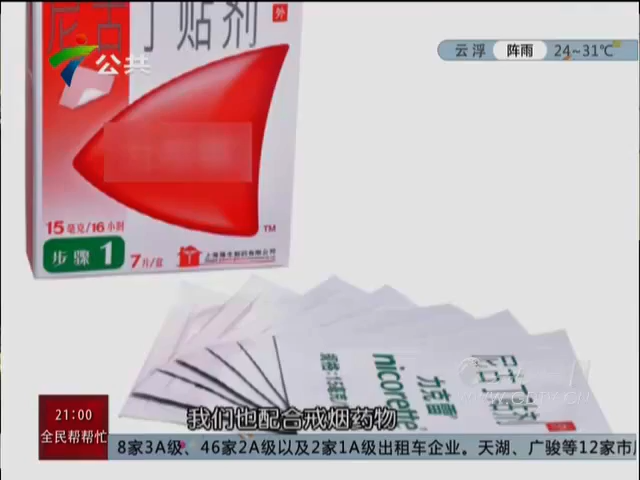 尼古丁贴剂
外
公共
云浮 阵雨 24~31℃
15毫克/16小时
TM
步骤1
7片/盒
nicorette
力克雷
尼古丁贴剂
外
WWW.GDTV.CN
我们也配合戒烟药物
21:00
全民帮帮忙
8家3A级、46家2A级以及2家1A级出租车企业。天湖、广骏等12家市